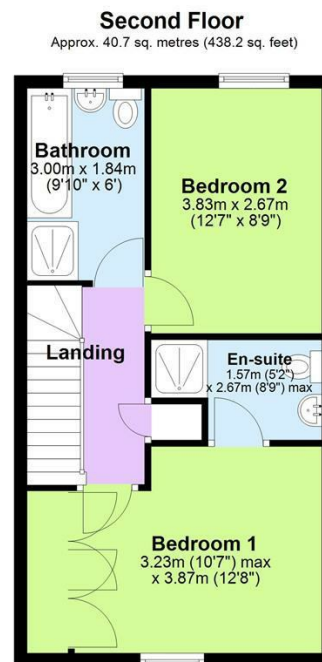 Second Floor
Approx. 40.7 sq. metres (438.2 sq. feet)
Bathroom
3.00m x 1.84m
(9'10" x 6')
Bedroom 2
3.83m x 2.67m
(12'7" x 8'9")
Landing
En-suite
1.57m (5'2")
x 2.67m (8'9") max
Bedroom 1
3.23m (10'7") max
x 3.87m (12'8")